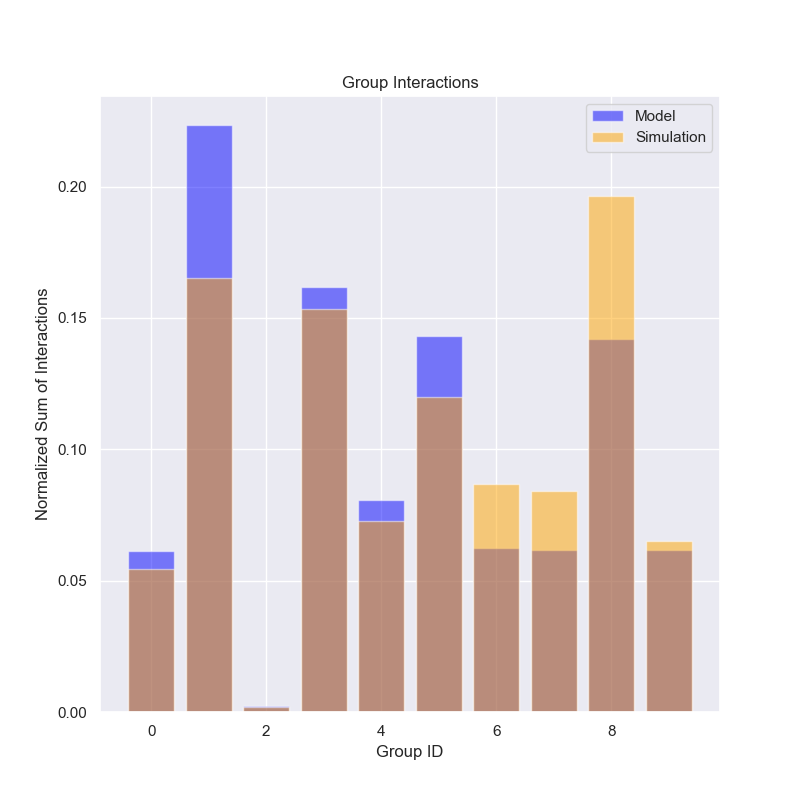 Group Interactions
Model
Simulation
Normalized Sum of Interactions
0.20
0.15
0.10
0.05
0.00
0 2 4 6 8
Group ID